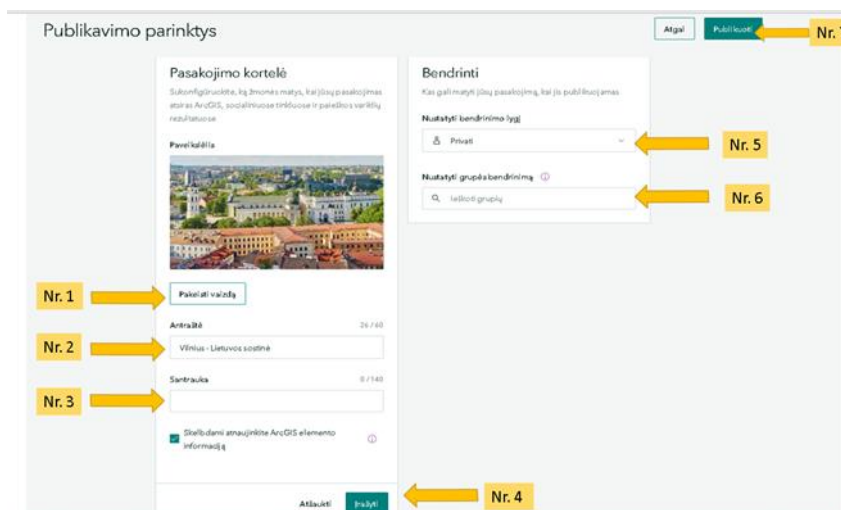 Publikavimo parinktys
Atgal
Publikuoti
Pasakojimo kortelė
Sukonfigūruokite, ką žmonės matys, kai jūsų pasakojimas
atsiras ArcGIS, socialiniuose tinkluose ir paieškos variklių
rezultatuose
Paveikslėlis
Nr. 1
Pakeisti vaizdą
Antraštė
26 / 60
Nr. 2
Vilnius - Lietuvos sostinė
Santrauka
0 / 140
Nr. 3
Skelbdami atnaujinkite ArcGIS elemento
informaciją
Atšaukti
Įrašyti
Nr. 4
Bendrinti
Kas gali matyti jūsų pasakojimą, kai jis publikuojamas
Nustatyti bendrinimo lygį
Privati
Nr. 5
Nustatyti grupės bendrinimą
Ieškoti grupių
Nr. 6